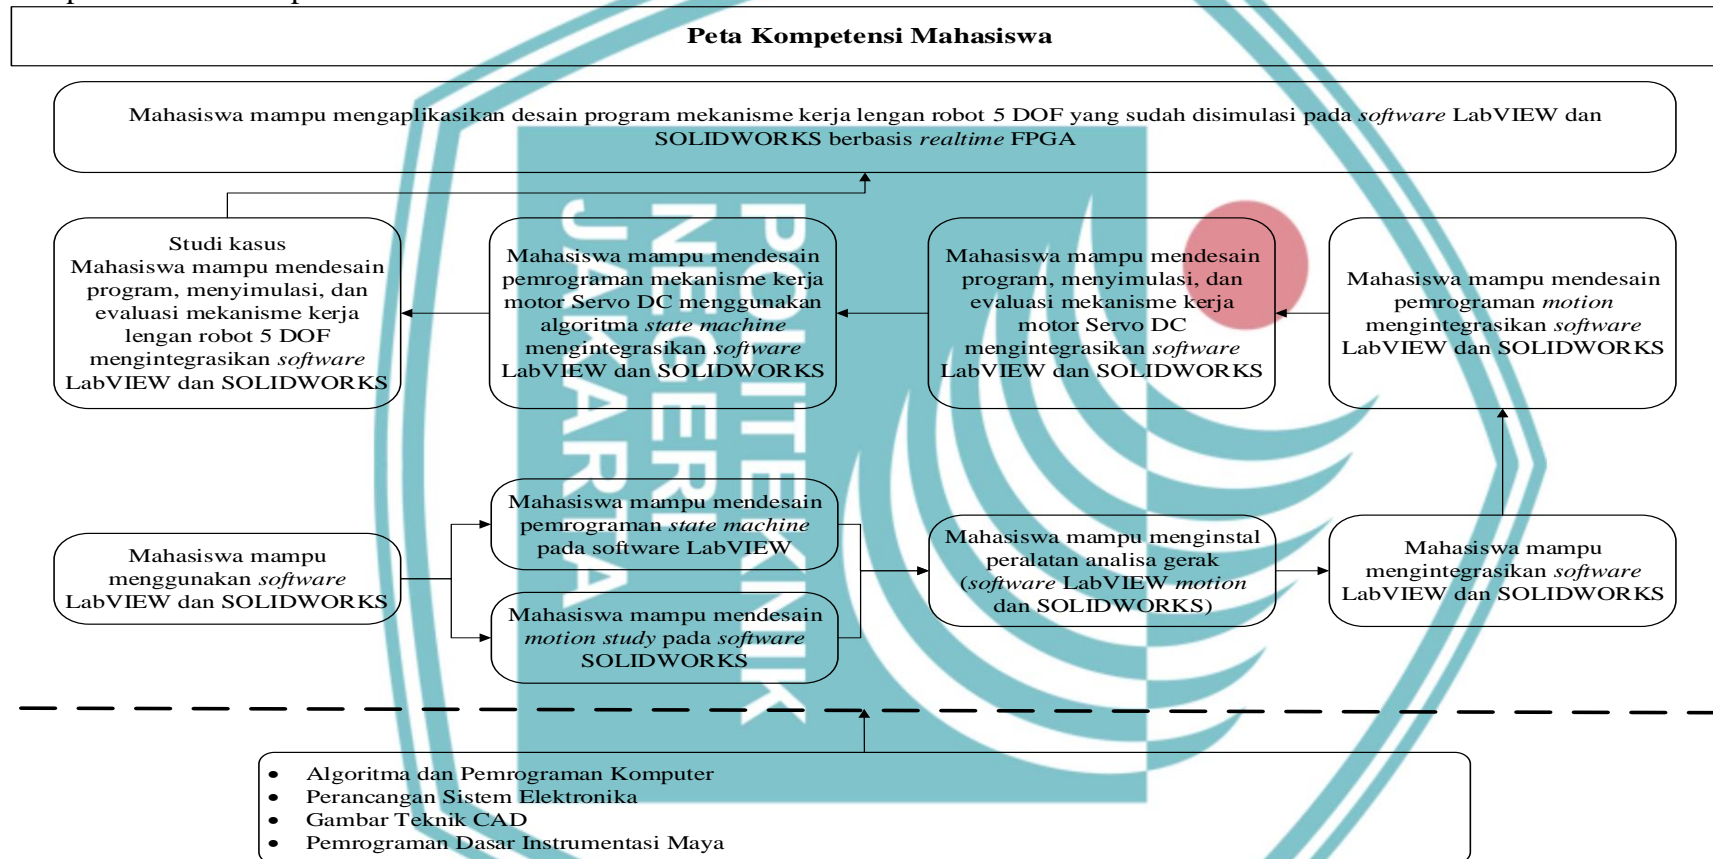 Peta Kompetensi Mahasiswa
Mahasiswa mampu mengaplikasikan desain program mekanisme kerja lengan robot 5 DOF yang sudah disimulasi pada software LabVIEW dan
SOLIDWORKS berbasis realtime FPGA
Studi kasus
Mahasiswa mampu mendesain
program, menyimulasi, dan
evaluasi mekanisme kerja
lengan robot 5 DOF
mengintegrasikan software
LabVIEW dan SOLIDWORKS
Mahasiswa mampu mendesain
pemrograman mekanisme kerja
motor Servo DC menggunakan
algoritma state machine
mengintegrasikan software
LabVIEW dan SOLIDWORKS
Mahasiswa mampu mendesain
program, menyimulasi, dan
evaluasi mekanisme kerja
motor Servo DC
mengintegrasikan software
LabVIEW dan SOLIDWORKS
Mahasiswa mampu mendesain
pemrograman motion
mengintegrasikan software
LabVIEW dan SOLIDWORKS
Mahasiswa mampu
menggunakan software
LabVIEW dan SOLIDWORKS
Mahasiswa mampu mendesain
pemrograman state machine
pada software LabVIEW
Mahasiswa mampu mendesain
motion study pada software
SOLIDWORKS
Mahasiswa mampu menginstal
peralatan analisa gerak
(software LabVIEW motion
dan SOLIDWORKS)
Mahasiswa mampu
mengintegrasikan software
LabVIEW dan SOLIDWORKS
• Algoritma dan Pemrograman Komputer
• Perancangan Sistem Elektronika
• Gambar Teknik CAD
• Pemrograman Dasar Instrumentasi Maya
POLITEKNIK
NEGERI
JAKARTA